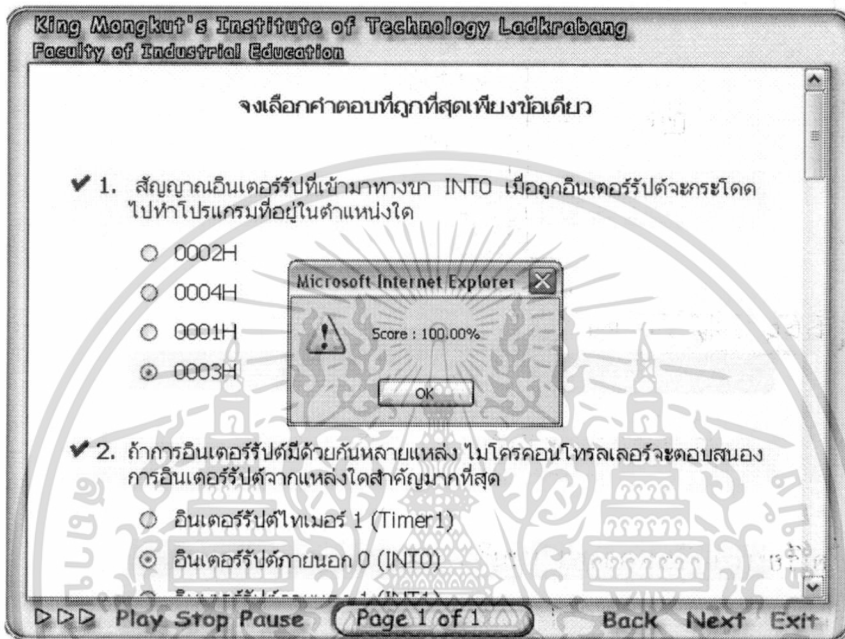 King Mongkut's Institute of Technology Ladkrabang
Faculty of Industrial Education
จงเลือกคำตอบที่ถูกที่สุดเพียงข้อเดียว
1. สัญญาณอินเตอร์รัปที่เข้ามาทางขา INT0 เมื่อถูกอินเตอร์รัปต์จะกระโดด
ไปทำโปรแกรมที่อยู่ในตำแหน่งใด
0002H
0004H
0001H
0003H
Microsoft Internet Explorer
Score : 100.00%
OK
2. ถ้าการอินเตอร์รัปต์มีด้วยกันหลายแหล่ง ไมโครคอนโทรลเลอร์จะตอบสนอง
การอินเตอร์รัปต์จากแหล่งใดสำคัญมากที่สุด
อินเตอร์รัปต์ไทเมอร์ 1 (Timer1)
อินเตอร์รัปต์ภายนอก 0 (INT0)
Play Stop Pause Page 1 of 1 Back Next Exit